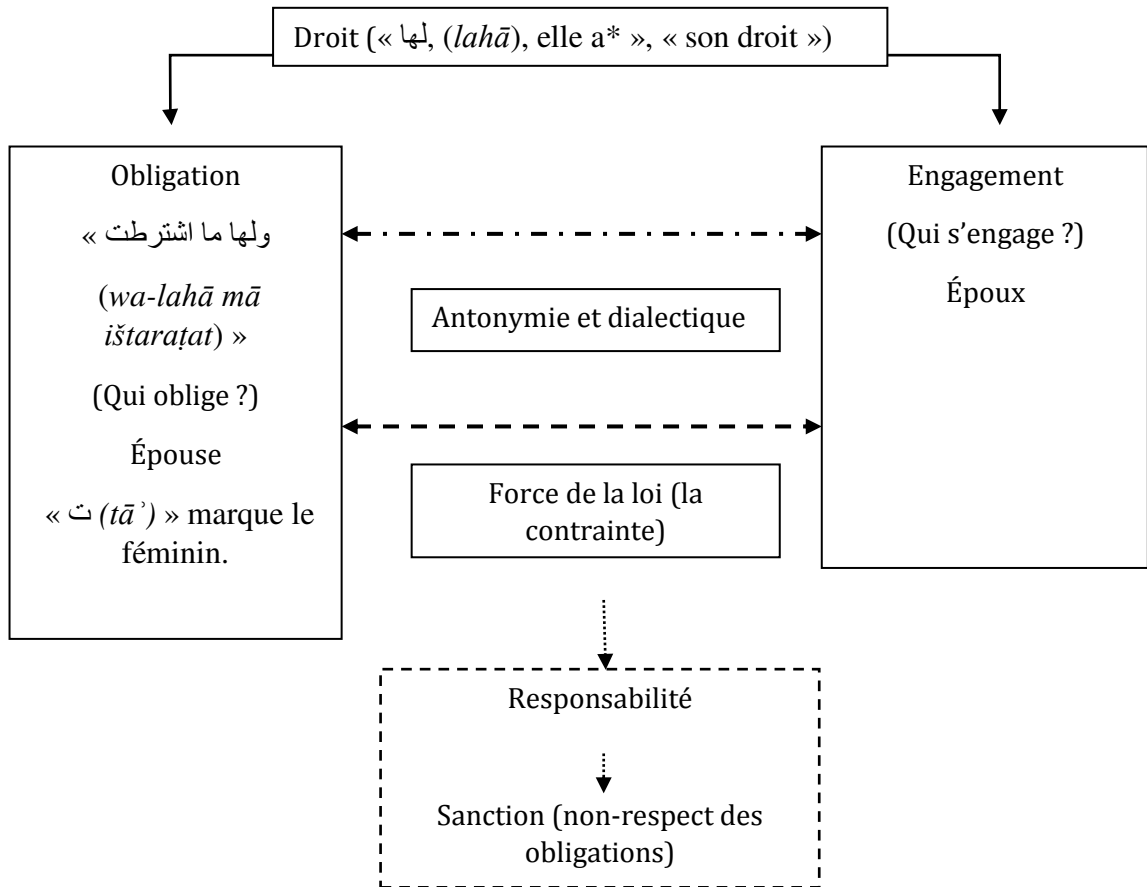 Droit (« لها, (lahā), elle a* », « son droit »)
Obligation
« ولها ما اشترطت
(wa-lahā mā
ištaraṭat) »
(Qui oblige ?)
Épouse
« ت (tāʾ) » marque le
féminin.
Antonymie et dialectique
Force de la loi (la
contrainte)
Engagement
(Qui s’engage ?)
Époux
Responsabilité
Sanction (non-respect des
obligations)